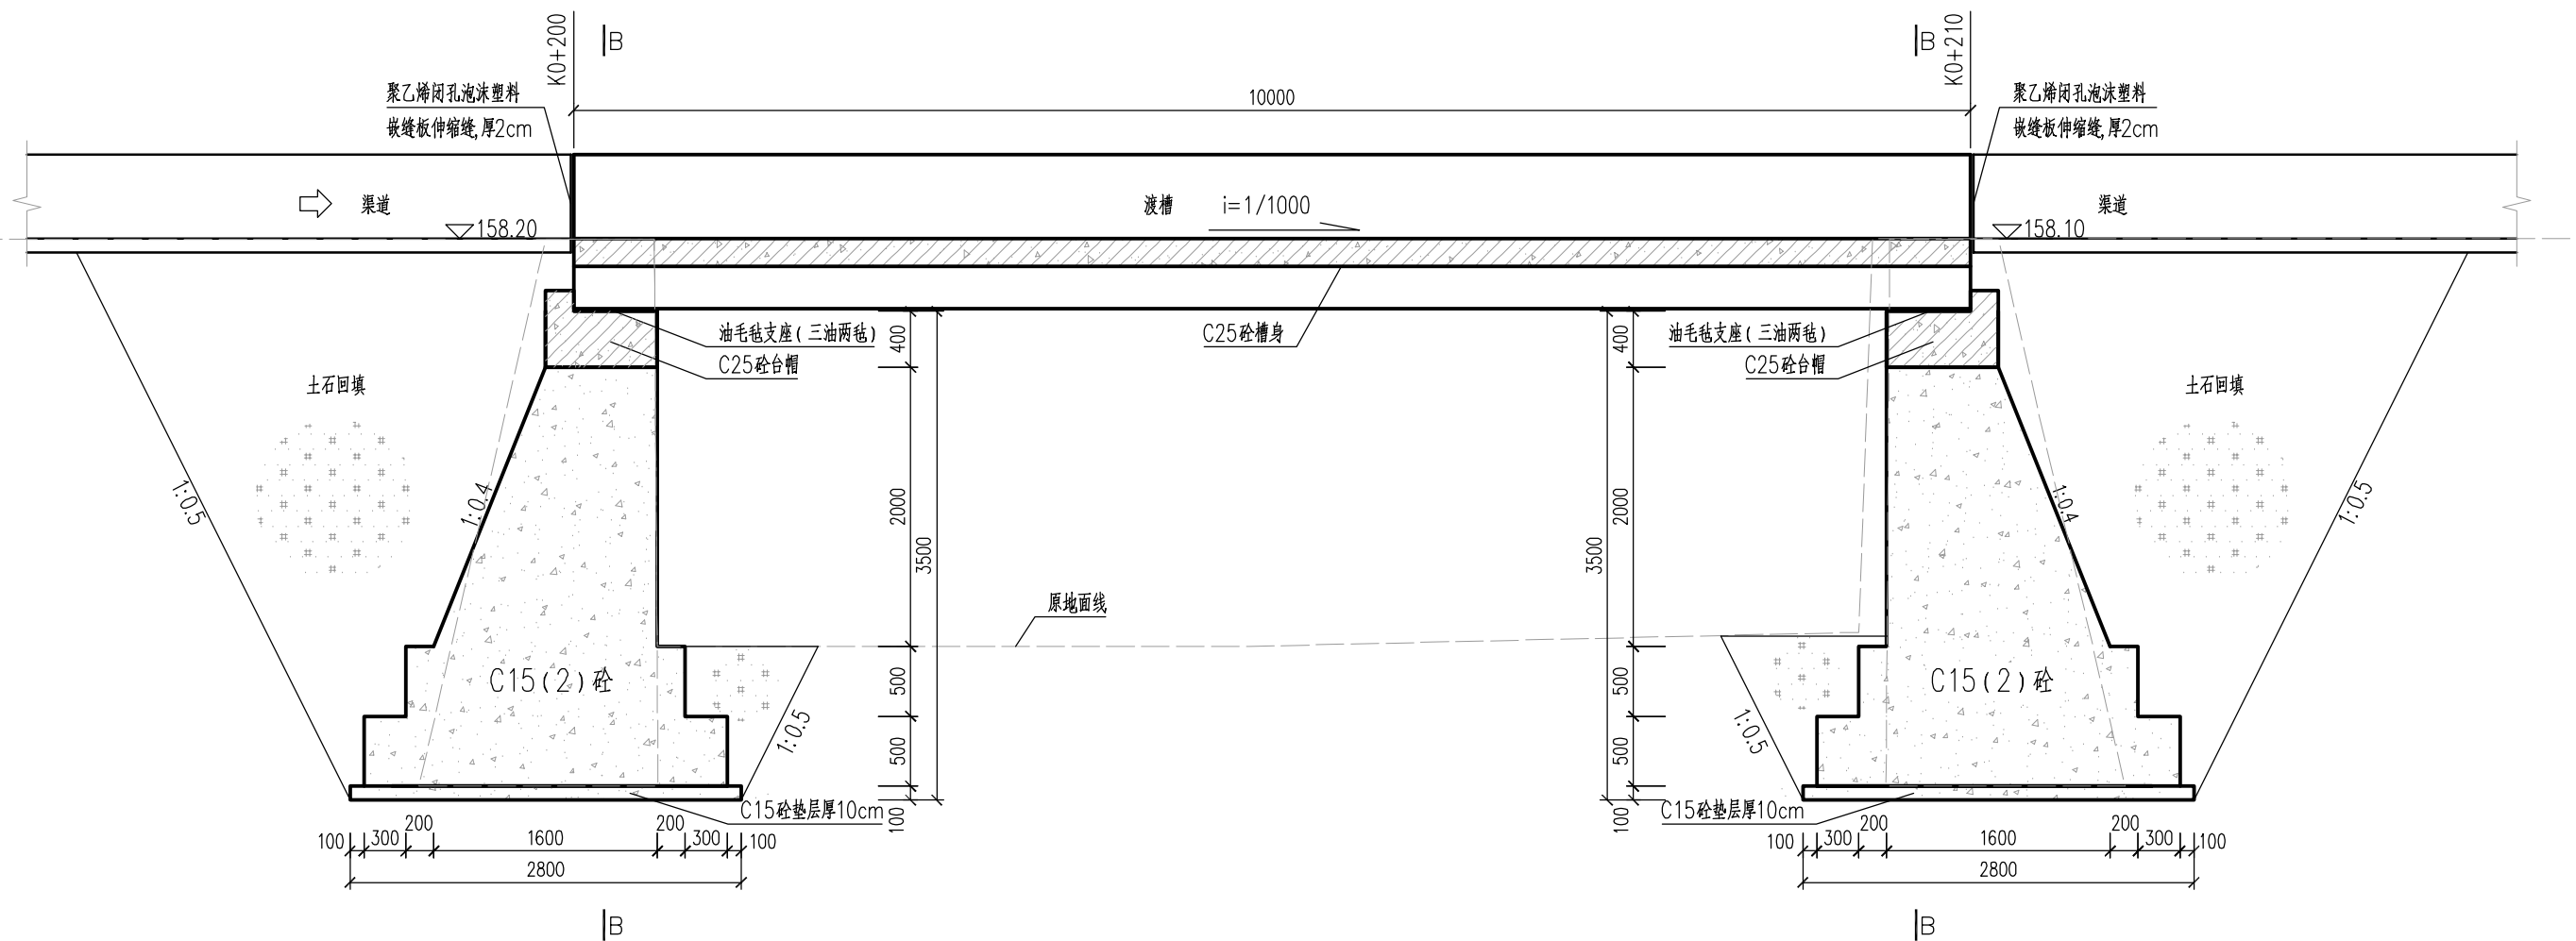 K0+200
B
B
K0+210
聚乙烯闭孔泡沫塑料
嵌缝板伸缩缝,厚2cm
10000
聚乙烯闭孔泡沫塑料
嵌缝板伸缩缝,厚2cm
渠道
158.20
渡槽
i=1/1000
158.10
渠道
油毛毡支座(三油两毡)
C25砼台帽
400
C25砼槽身
400
油毛毡支座(三油两毡)
C25砼台帽
土石回填
土石回填
1:0.5
1:0.4
2000
3500
3500
2000
1:0.4
1:0.5
原地面线
C15(2)砼
500
500
C15(2)砼
1:0.5
500
500
1:0.5
C15砼垫层厚10cm
100
100
C15砼垫层厚10cm
100
300
200
1600
200
300
100
100
300
200
1600
200
300
100
2800
2800
B
B